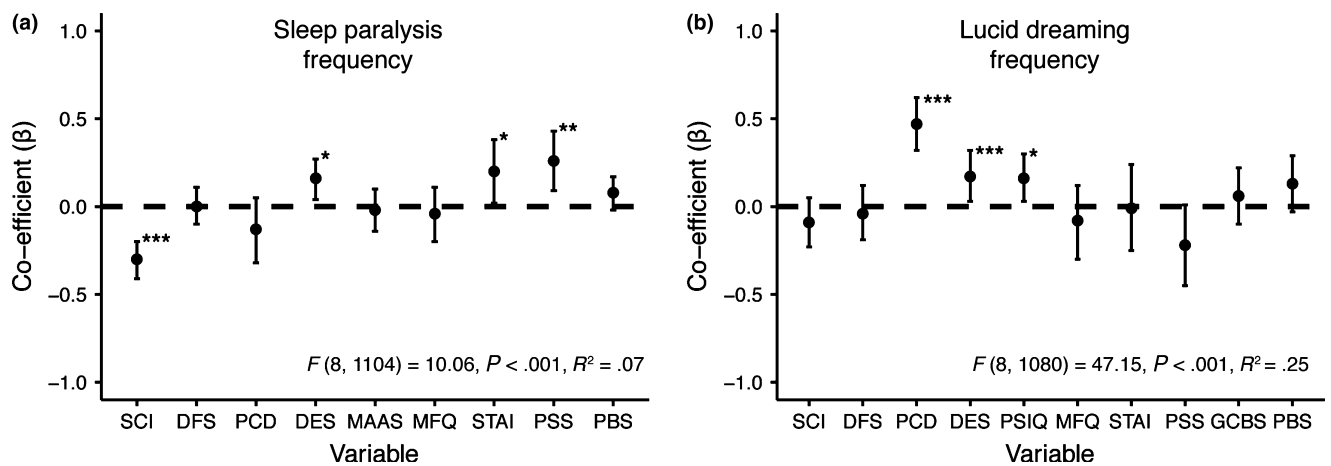 (a)
Sleep paralysis
frequency
1.0
0.5
0.0
−0.5
−1.0
Co−efficient (β)
***
*
*
**
F (8, 1104) = 10.06, P < .001, R² = .07
SCI DFS PCD DES MAAS MFQ STAI PSS PBS
Variable
(b)
Lucid dreaming
frequency
1.0
0.5
0.0
−0.5
−1.0
Co−efficient (β)
***
***
*
F (8, 1080) = 47.15, P < .001, R² = .25
SCI DFS PCD DES PSIQ MFQ STAI PSS GCBS PBS
Variable